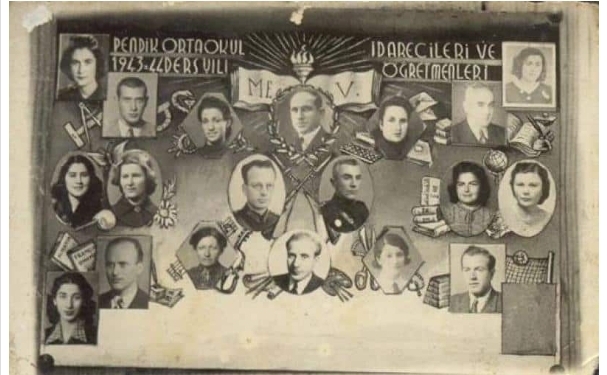 PENDİK ORTAOKUL İDARECİLERİ VE
1943-44 DERS YILI ÖĞRETMENLERİ
M.E. V.